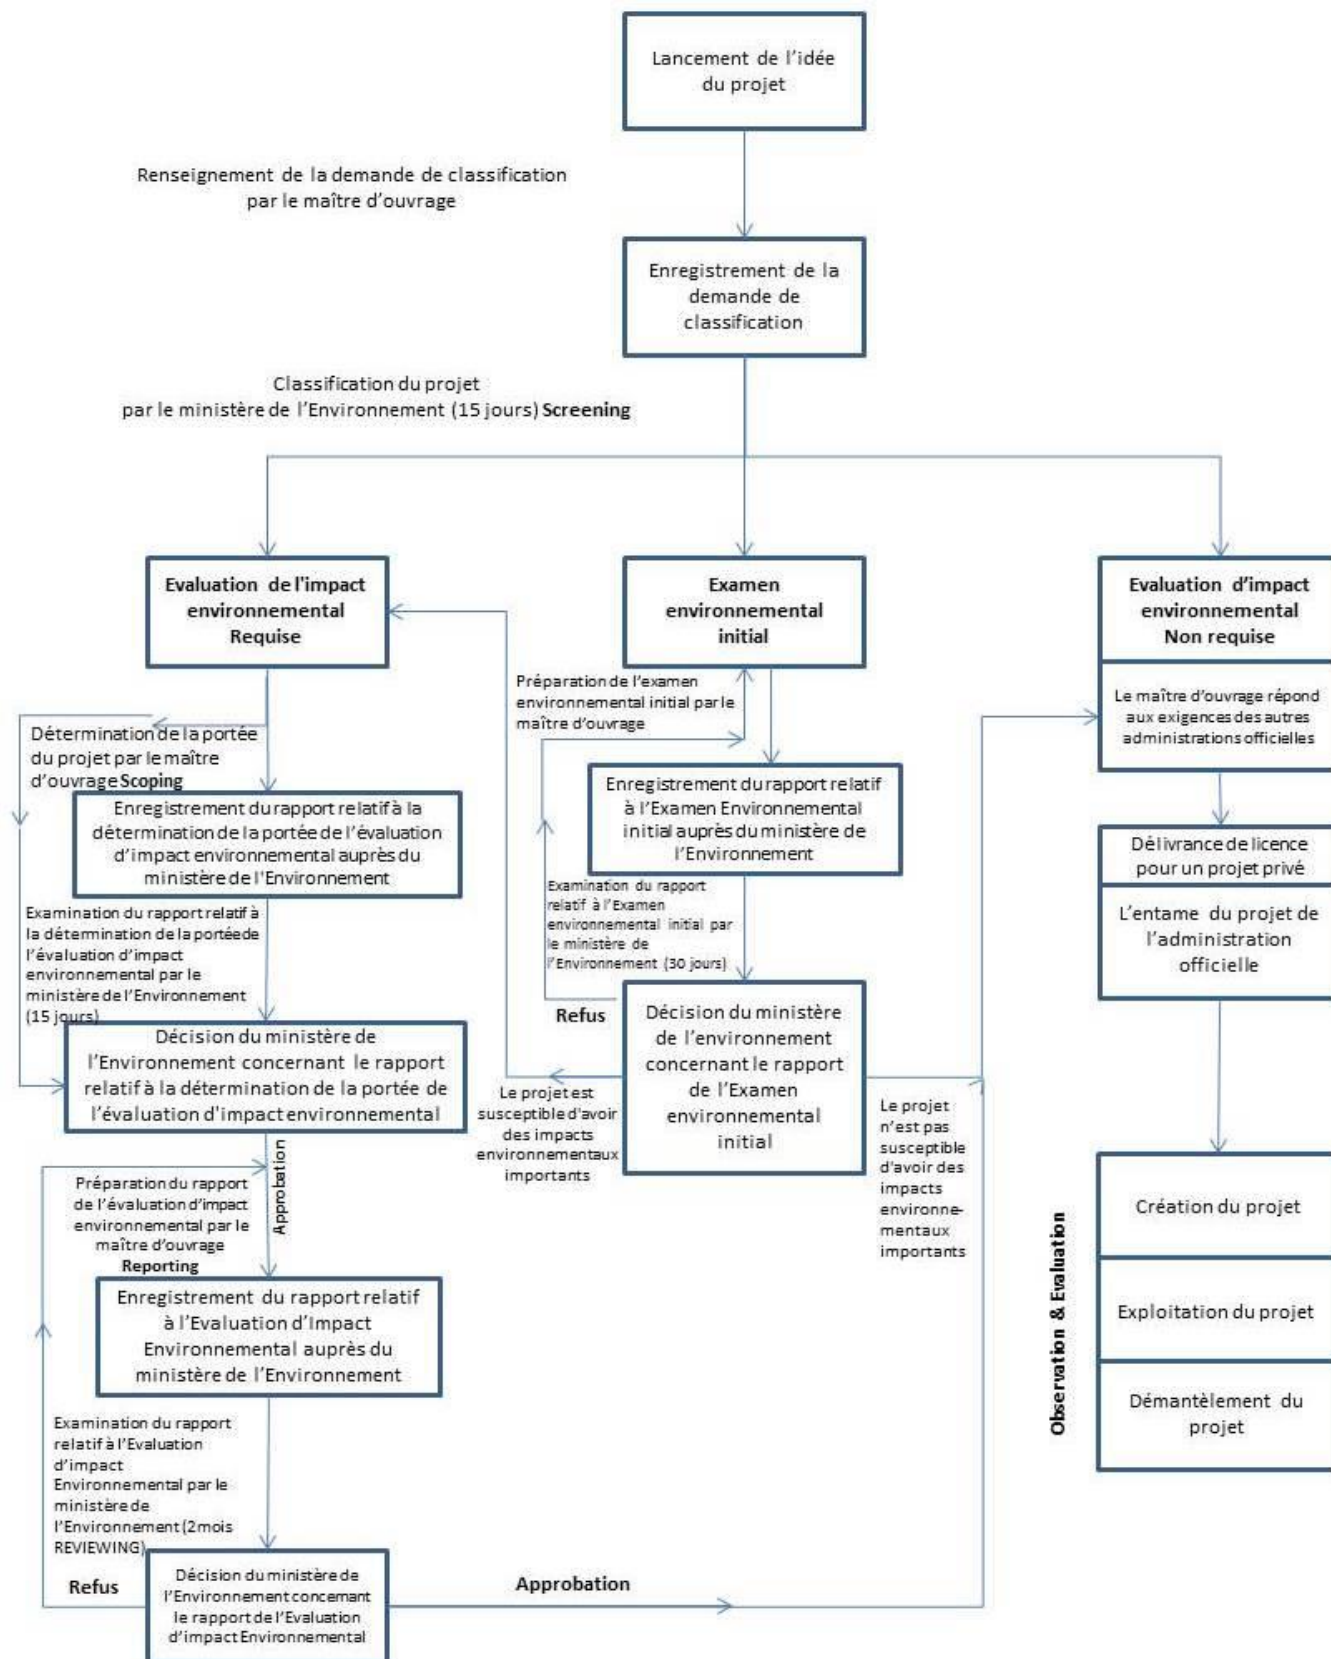 Lancement de l'idée
du projet
Renseignement de la demande de classification
par le maître d'ouvrage
Enregistrement de la
demande de
classification
Classification du projet
par le ministère de l'Environnement (15 jours) Screening
Evaluation de l'impact
environnemental
Requise
Examen
environnemental
initial
Evaluation d'impact
environnemental
Non requise
Le maître d'ouvrage répond
aux exigences des autres
administrations officielles
Préparation de l'examen
environnemental initial par le
maître d'ouvrage
Détermination de la portée
du projet par le maître
d'ouvrage Scoping
Enregistrement du rapport relatif à la
détermination de la portée de l'évaluation
d'impact environnemental auprès du
ministère de l'Environnement
Enregistrement du rapport relatif
à l'Examen Environnemental
initial auprès du ministère de
l'Environnement
Délivrance de licence
pour un projet privé
L'entame du projet de
l'administration
officielle
Examination du rapport relatif à
la détermination de la portéede
l'évaluation d'impact
environnemental par le
ministère de l'Environnement
(15 jours)
Examination du rapport
relatif à l'Examen
environnemental initial par
le ministère de
l'Environnement (30 jours)
Refus
Décision du ministère de
l'Environnement concernant le rapport
relatif à la détermination de la portée de
l'évaluation d'impact environnemental
Décision du ministère
de l'environnement
concernant le rapport
de l'Examen
environnemental
initial
Le projet est
susceptible d'avoir
des impacts
environnementaux
importants
Le projet
n'est pas
susceptible
d'avoir des
impacts
environne-
mentaux
importants
Approbation
Préparation du rapport
de l'évaluation d'impact
environnemental par le
maître d'ouvrage
Reporting
Enregistrement du rapport relatif
à l'Evaluation d'Impact
Environnemental auprès du
ministère de l'Environnement
Observation & Evaluation
Création du projet
Exploitation du projet
Démantèlement du
projet
Examination du rapport
relatif à l'Evaluation
d'impact
Environnemental par le
ministère de
l'Environnement (2mois
REVIEWING)
Refus
Décision du ministère de
l'Environnement concernant
le rapport de l'Evaluation
d'impact Environnemental
Approbation